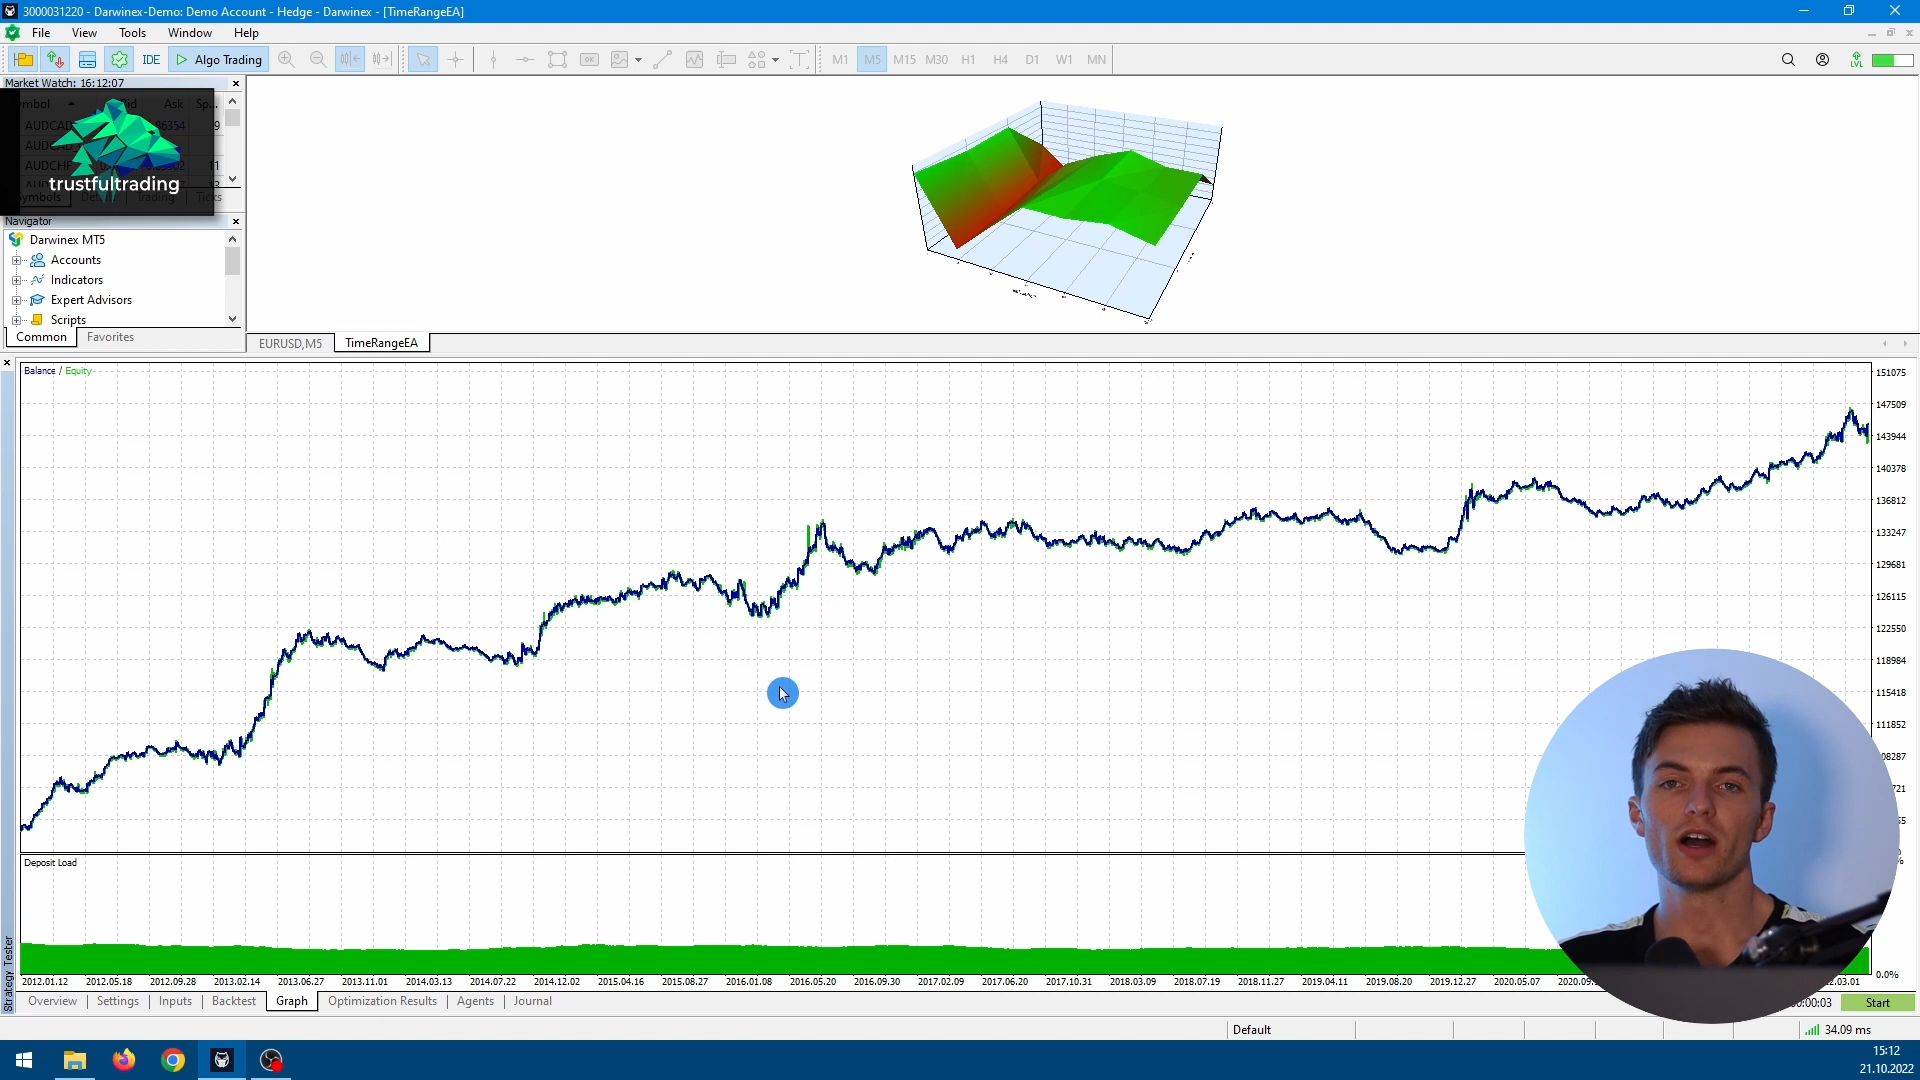 3000031220 - Darwinex-Demo: Demo Account - Hedge - Darwinex - [TimeRangeEA]
File View Tools Window Help
IDE Algo Trading M1 M5 M15 M30 H1 H4 D1 W1 MN LVL
Market Watch: 16:12:07
Ask Sp...
AUDCAD 9
AUDCHF 11
13
trustfultrading
Symbols Trading Ticks
Navigator
Darwinex MT5
Accounts
Indicators
Expert Advisors
Scripts
Common Favorites
EURUSD,M5 TimeRangeEA
Balance / Equity
151075
147509
143944
140378
136812
133247
129681
126115
122550
118984
115418
111852
Deposit Load
0.0%
2012.01.12 2012.05.18 2012.09.28 2013.02.14 2013.06.27 2013.11.01 2014.03.13 2014.07.22 2014.12.02 2015.04.16 2015.08.27 2016.01.08 2016.05.20 2016.09.30 2017.02.09 2017.06.20 2017.10.31 2018.03.09 2018.07.19 2018.11.27 2019.04.11 2019.08.20 2019.12.27 2020.05.07
Strategy Tester
Overview Settings Inputs Backtest Graph Optimization Results Agents Journal
Start
Default 34.09 ms
15:12
21.10.2022